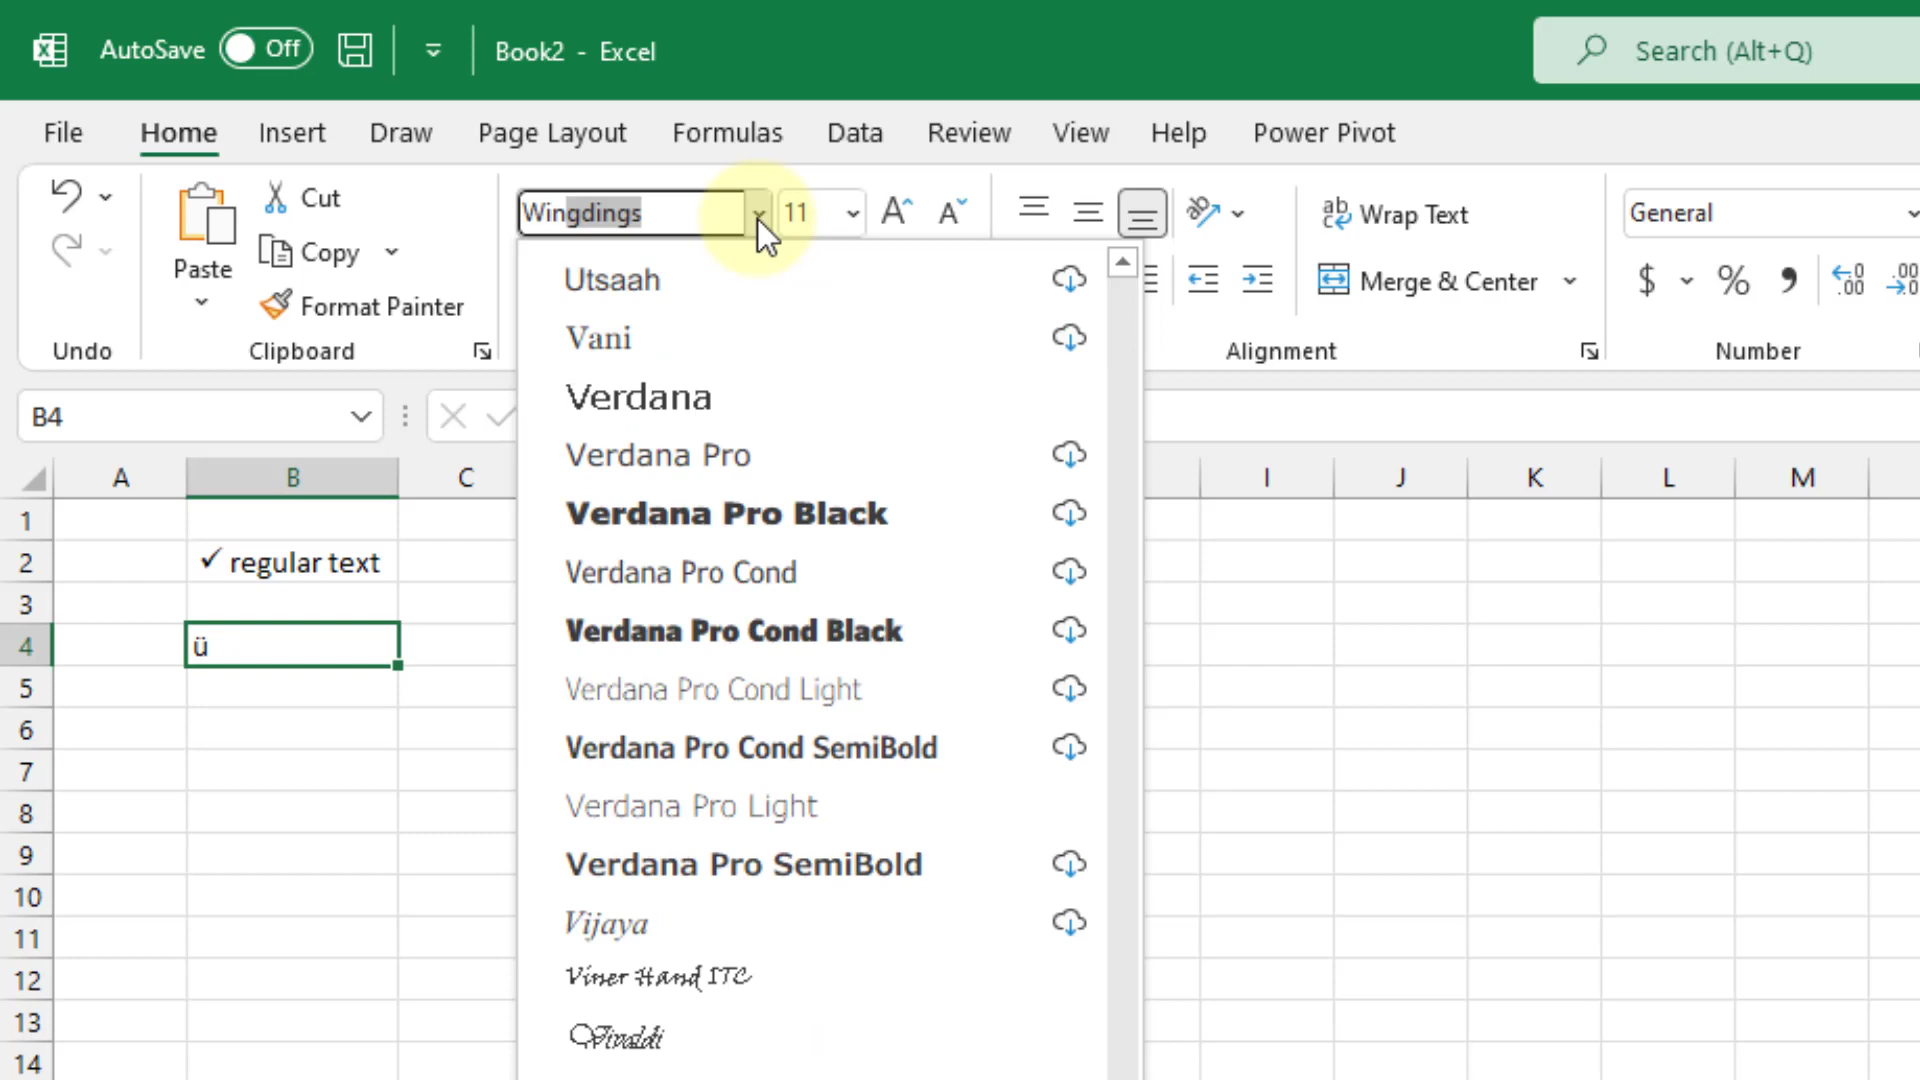 AutoSave Off Book2 - Excel Search (Alt+Q)
File Home Insert Draw Page Layout Formulas Data Review View Help Power Pivot
Cut
Copy
Format Painter
Paste
Undo
Clipboard
Wingdings 11 A A
Wrap Text
Merge & Center
Alignment
General
$ % , .00 .00
Number
B4
A B C I J K L M
1
2 ✓ regular text
3
4 ü
5
6
7
8
9
10
11
12
13
14
Utsaah
Vani
Verdana
Verdana Pro
Verdana Pro Black
Verdana Pro Cond
Verdana Pro Cond Black
Verdana Pro Cond Light
Verdana Pro Cond SemiBold
Verdana Pro Light
Verdana Pro SemiBold
Vijaya
Viner Hand ITC
Vivaldi